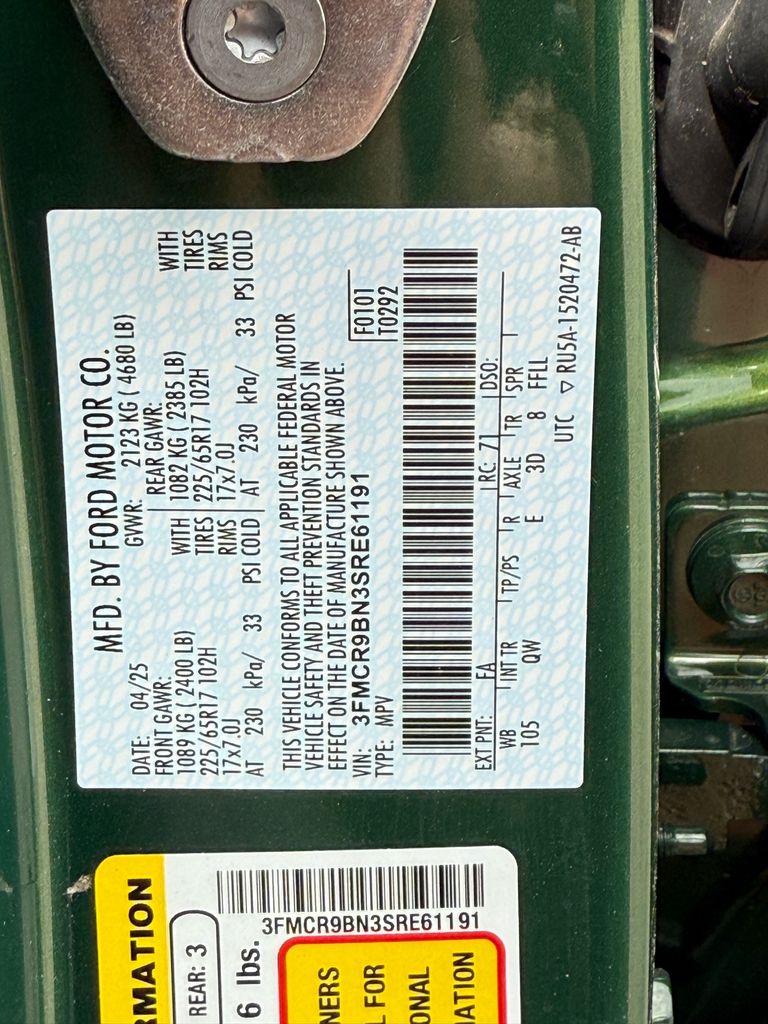 MFD. BY FORD MOTOR CO.
DATE: 04/25 GVWR: 2123 KG ( 4680 LB)
FRONT GAWR: REAR GAWR:
1089 KG ( 2400 LB) WITH 1082 KG ( 2385 LB) WITH
225/65R17 102H TIRES 225/65R17 102H TIRES
17x7.0J RIMS 17x7.0J RIMS
AT 230 kPa/ 33 PSI COLD AT 230 kPa/ 33 PSI COLD
THIS VEHICLE CONFORMS TO ALL APPLICABLE FEDERAL MOTOR
VEHICLE SAFETY AND THEFT PREVENTION STANDARDS IN
EFFECT ON THE DATE OF MANUFACTURE SHOWN ABOVE.
VIN: 3FMCR9BN3SRE61191 F0101
TYPE: MPV T0292
EXT PNT: EA RC: 71 DSO:
WB INT TR TP/PS R AXLE TR SPR
105 QW E 3D 8 FFLL
UTC ▽ RU5A-1520472-AB
RMATION
REAR: 3
3FMCR9BN3SRE61191
6 lbs.
NERS
L FOR
ONAL
ATION